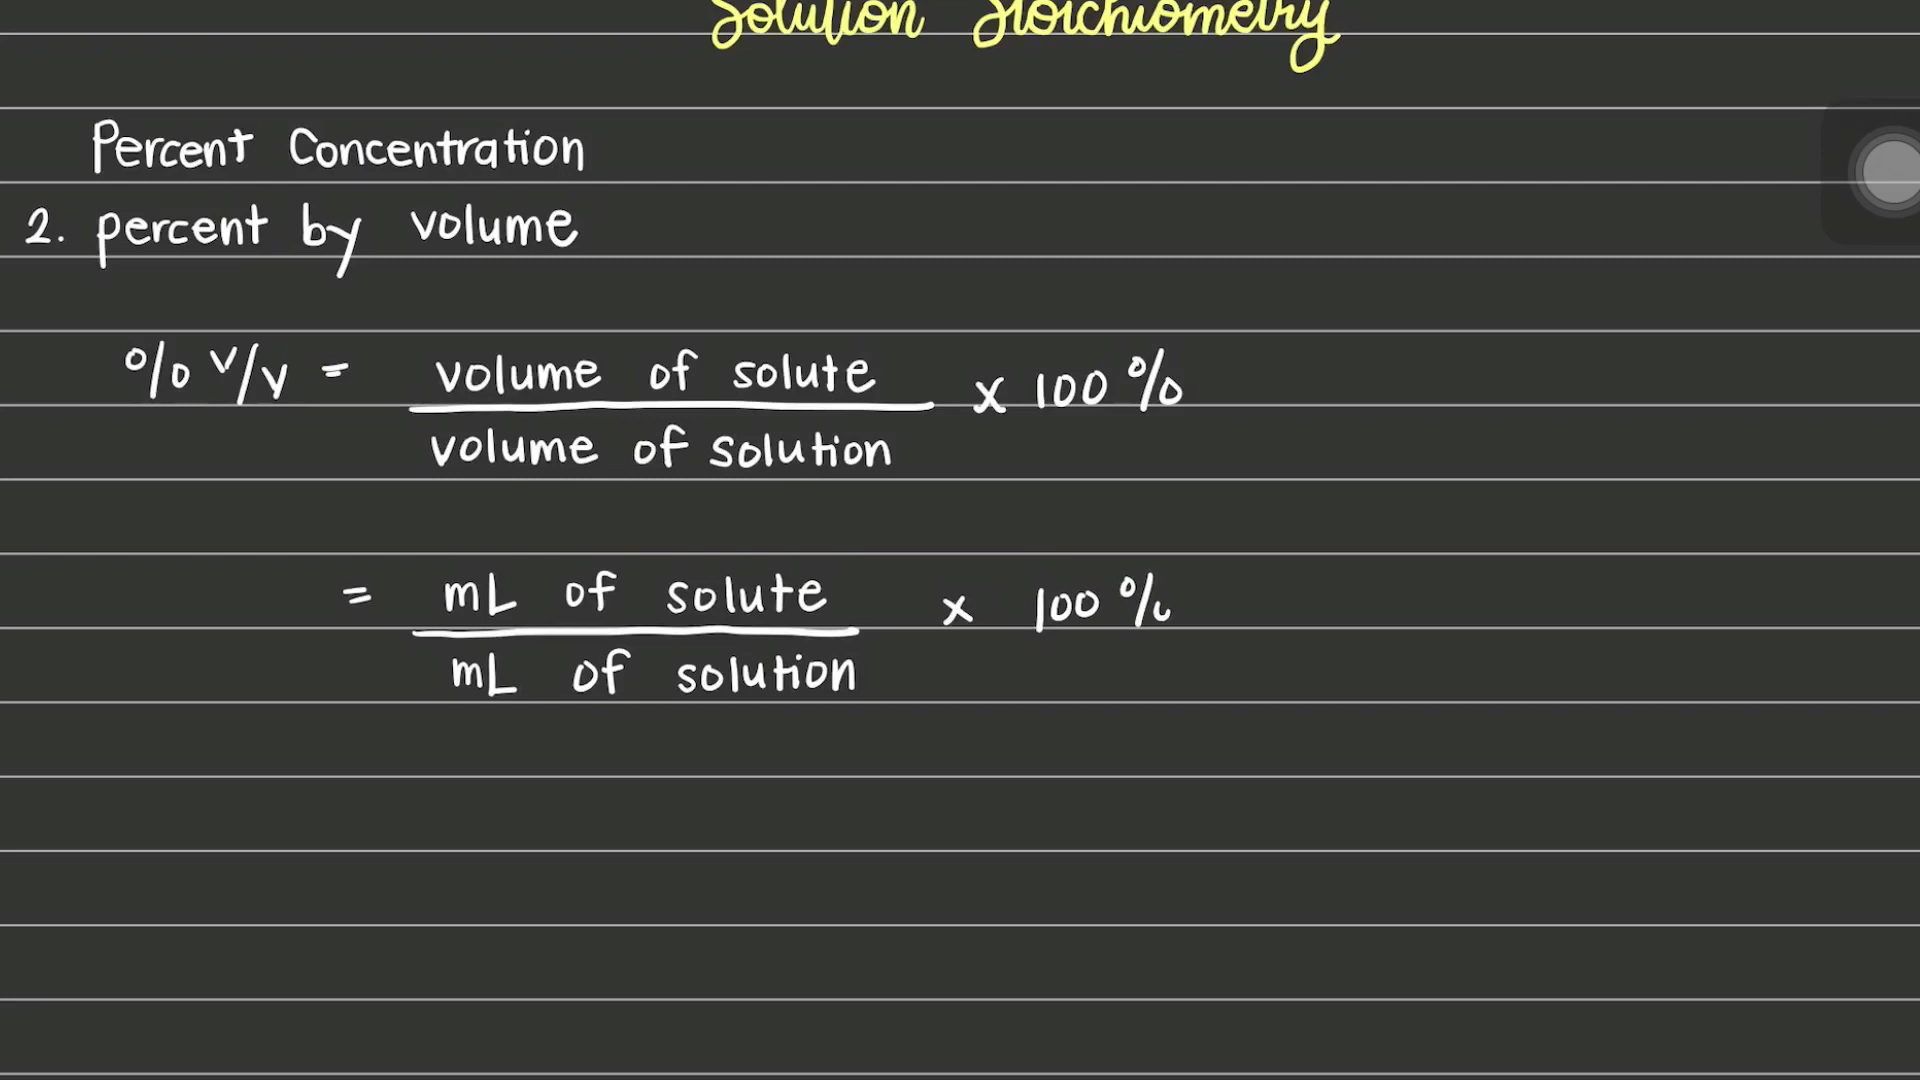 Solution Stoichiometry
Percent Concentration
2. percent by volume
% v/v = volume of solute / volume of solution x 100 %
= mL of solute / mL of solution x 100 %